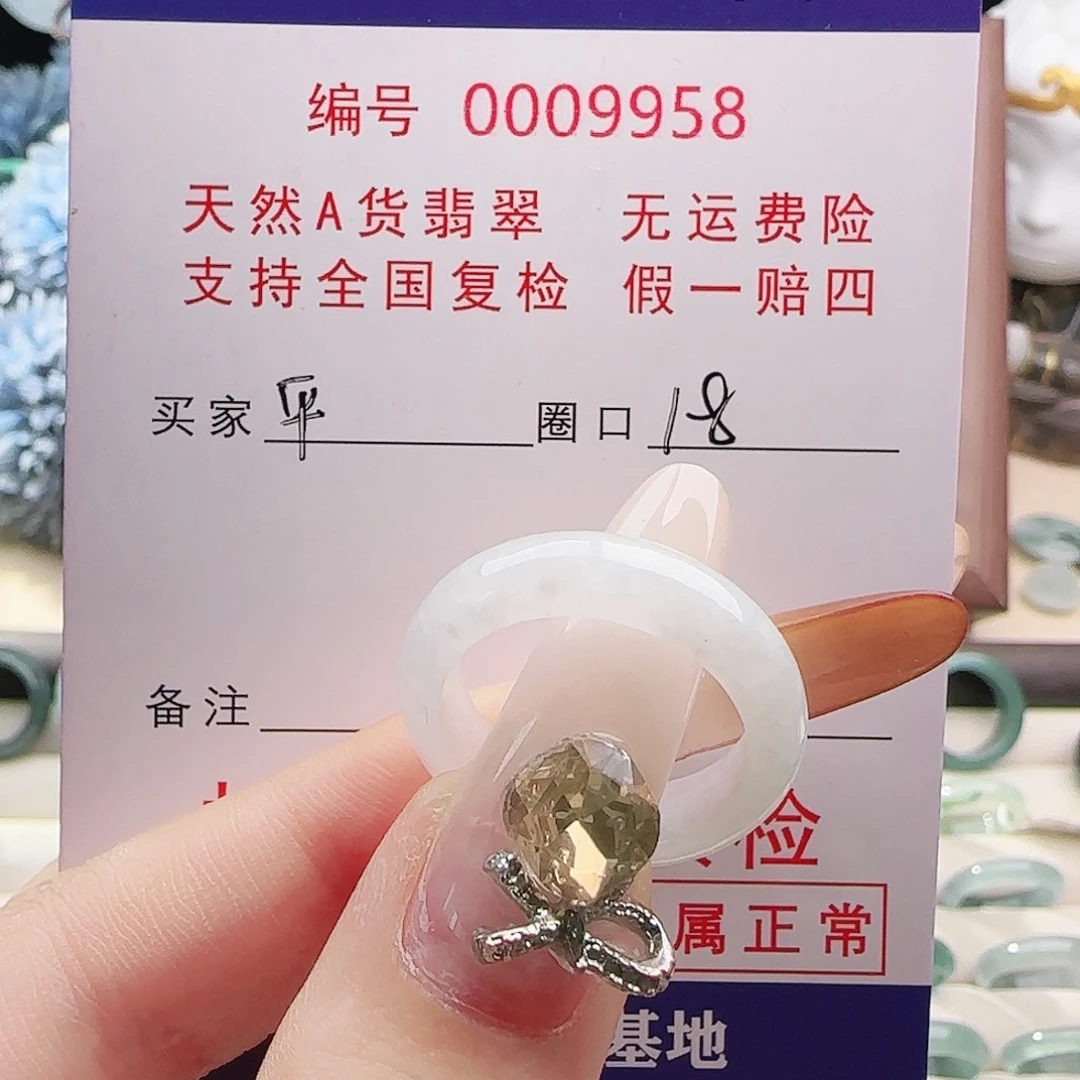 编号 0009958
天然A货翡翠 无运费险
支持全国复检 假一赔四
买家 平 圈口 18
备注
检
属正常
基地